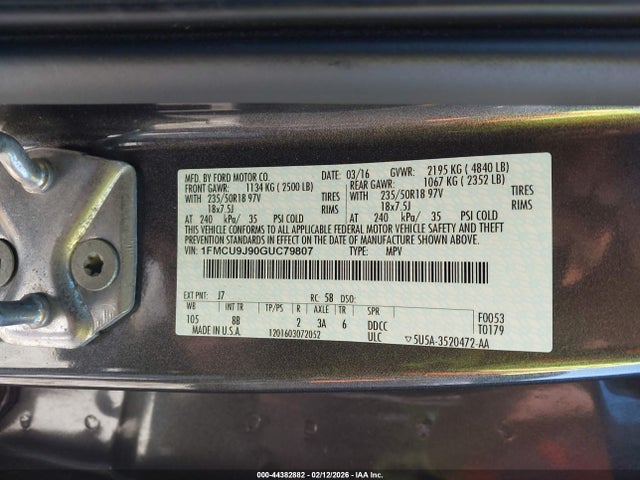 MFD. BY FORD MOTOR CO.
DATE: 03/16 GVWR: 2195 KG ( 4840 LB)
FRONT GAWR: 1134 KG ( 2500 LB) REAR GAWR: 1067 KG ( 2352 LB)
WITH 235/50R18 97V TIRES WITH 235/50R18 97V TIRES
18x7.5J RIMS 18x7.5J RIMS
AT 240 kPa/ 35 PSI COLD AT 240 kPa/ 35 PSI COLD
THIS VEHICLE CONFORMS TO ALL APPLICABLE FEDERAL MOTOR VEHICLE SAFETY AND
BUMPER STANDARDS, AND THEFT PREVENTION STANDARDS IN EFFECT ON THE DATE OF MANUFACTURE SHOWN ABOVE.
VIN: 1FMCU9J90GUC79807 TYPE: MPV
EXT PNT: J7 RC: 58 DSO:
WB INT TR TP/PS R AXLE TR SPR
105 8B 2 3A 6 DDCC F0053
MADE IN U.S.A. 1201603072052 ULC T0179
▽5U5A-3520472-AA
000-44382882 - 02/12/2026 - IAA Inc.